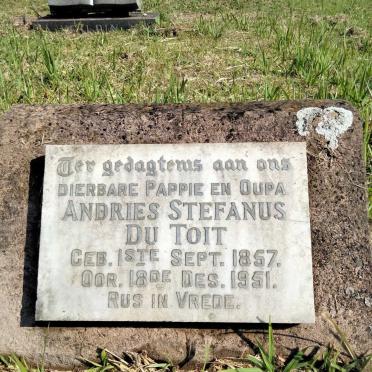 Ter gedagtems aan ons
dierbare Pappie en Oupa
Andries Stefanus
Du Toit
Geb. 1ste Sept. 1857.
Oor. 18de Des. 1951.
Rus in Vrede.